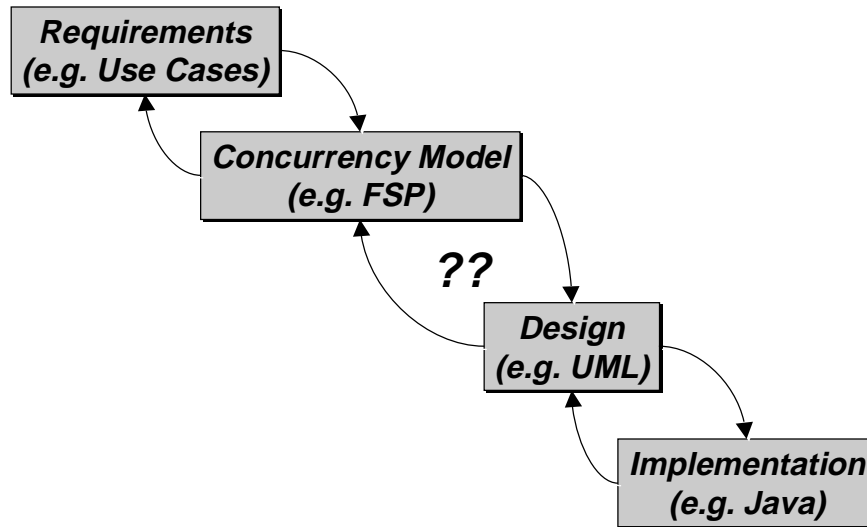 Requirements
(e.g. Use Cases)
Concurrency Model
(e.g. FSP)
??
Design
(e.g. UML)
Implementation
(e.g. Java)